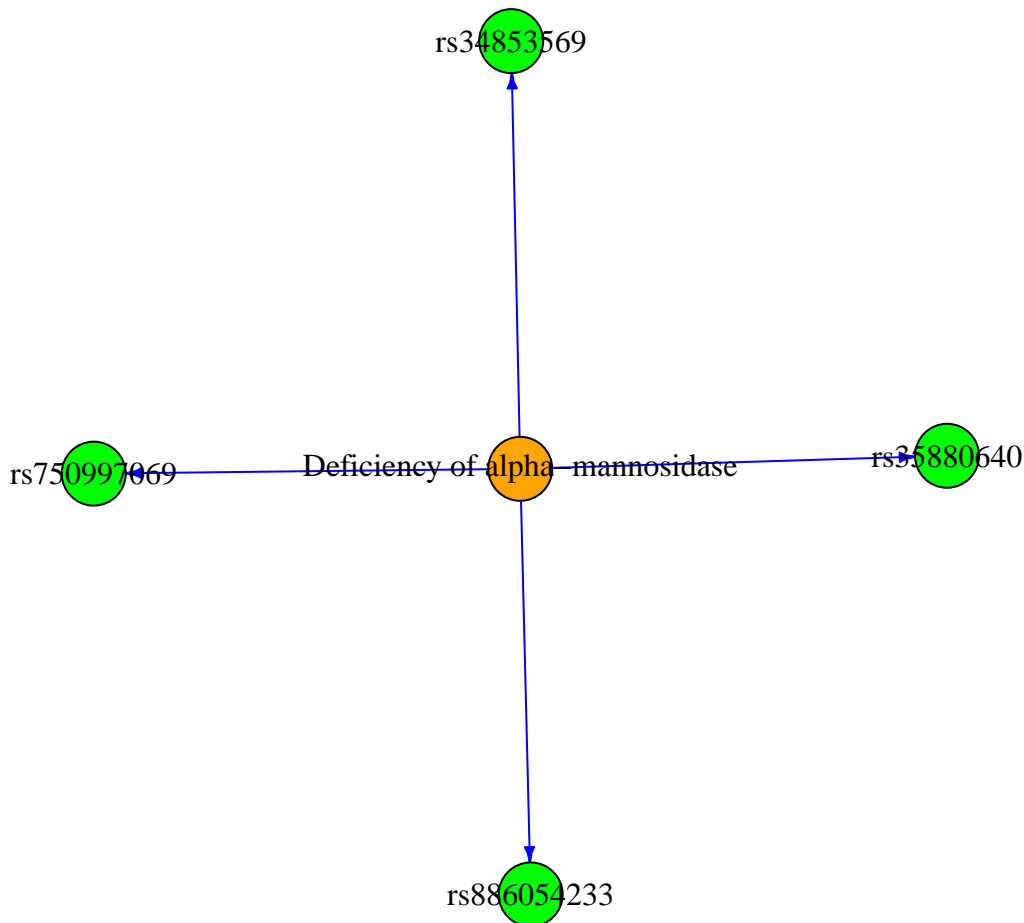 rs34853569
rs750997069
Deficiency of alpha-mannosidase
rs35880640
rs886054233